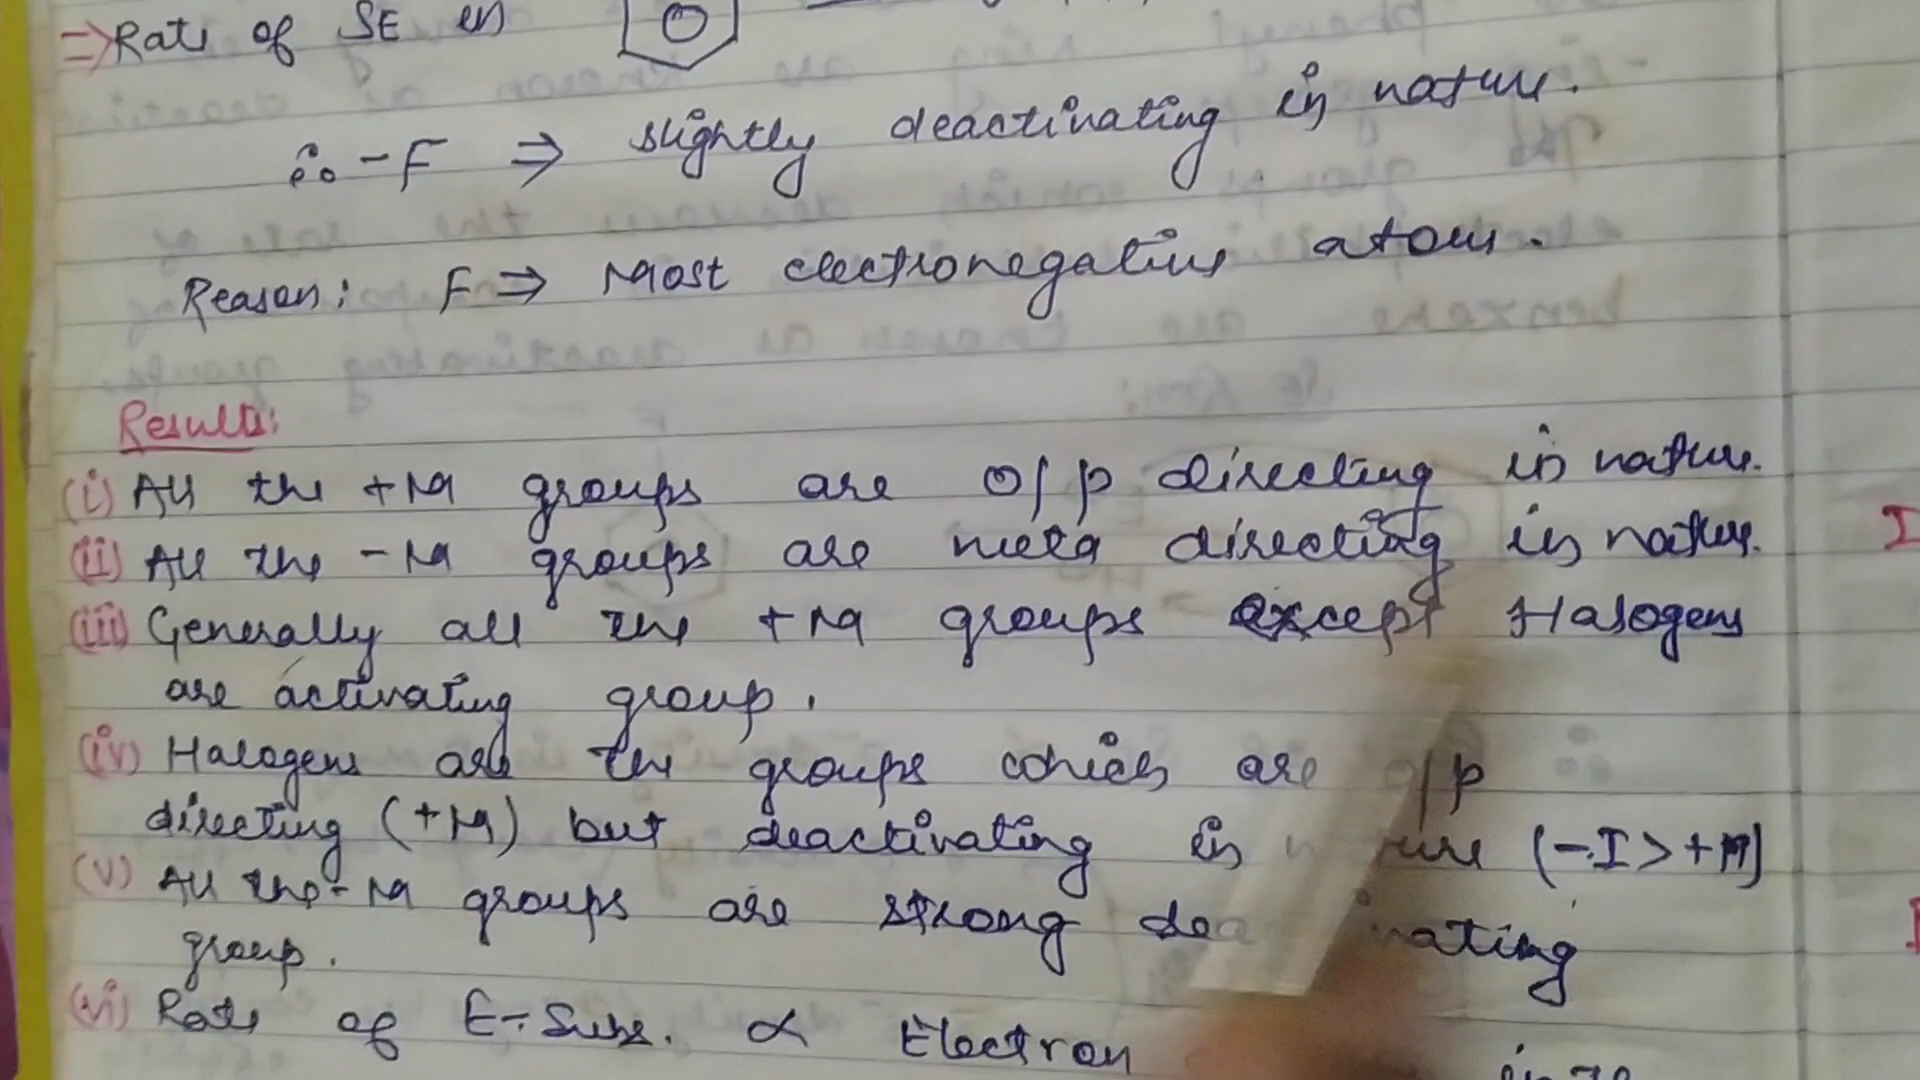 ⇒ Rate of SE in
∴ -F ⇒ slightly deactivating in nature.
Reason: F ⇒ Most electronegative atom.
Results:
(i) All the +M groups are o/p directing in nature.
(ii) All the -M groups are meta directing in nature.
(iii) Generally all the +M groups except Halogens
are activating group.
(iv) Halogens are the groups which are o/p
directing (+M) but deactivating in (-I > +M)
(v) All the -M groups are strong
group.
(vi) Rate of E-Subs. ∝ Electron